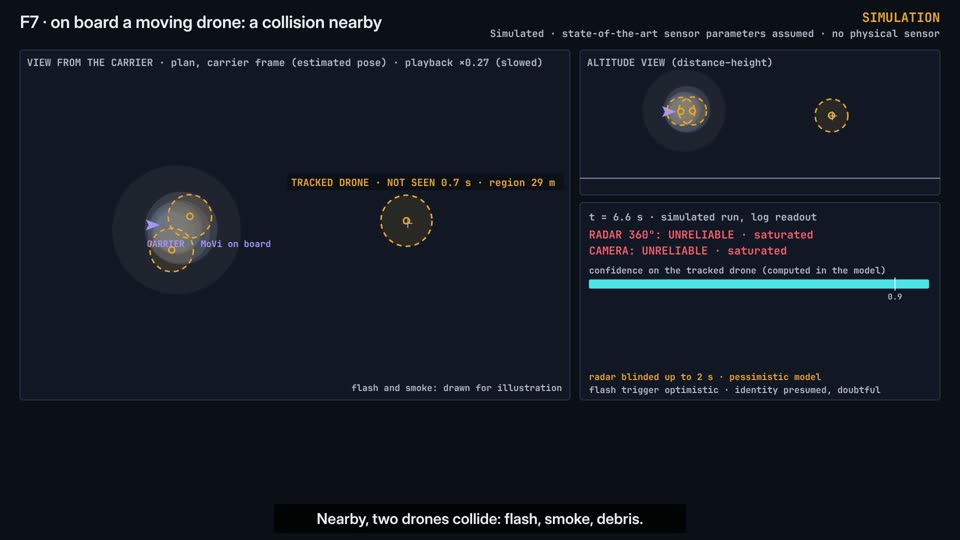 F7 · on board a moving drone: a collision nearby
SIMULATION
Simulated · state-of-the-art sensor parameters assumed · no physical sensor
VIEW FROM THE CARRIER · plan, carrier frame (estimated pose) · playback ×0.27 (slowed)
TRACKED DRONE · NOT SEEN 0.7 s · region 29 m
CARRIER · MoVi on board
flash and smoke: drawn for illustration
ALTITUDE VIEW (distance-height)
t = 6.6 s · simulated run, log readout
RADAR 360°: UNRELIABLE · saturated
CAMERA: UNRELIABLE · saturated
confidence on the tracked drone (computed in the model)
0.9
radar blinded up to 2 s · pessimistic model
flash trigger optimistic · identity presumed, doubtful
Nearby, two drones collide: flash, smoke, debris.